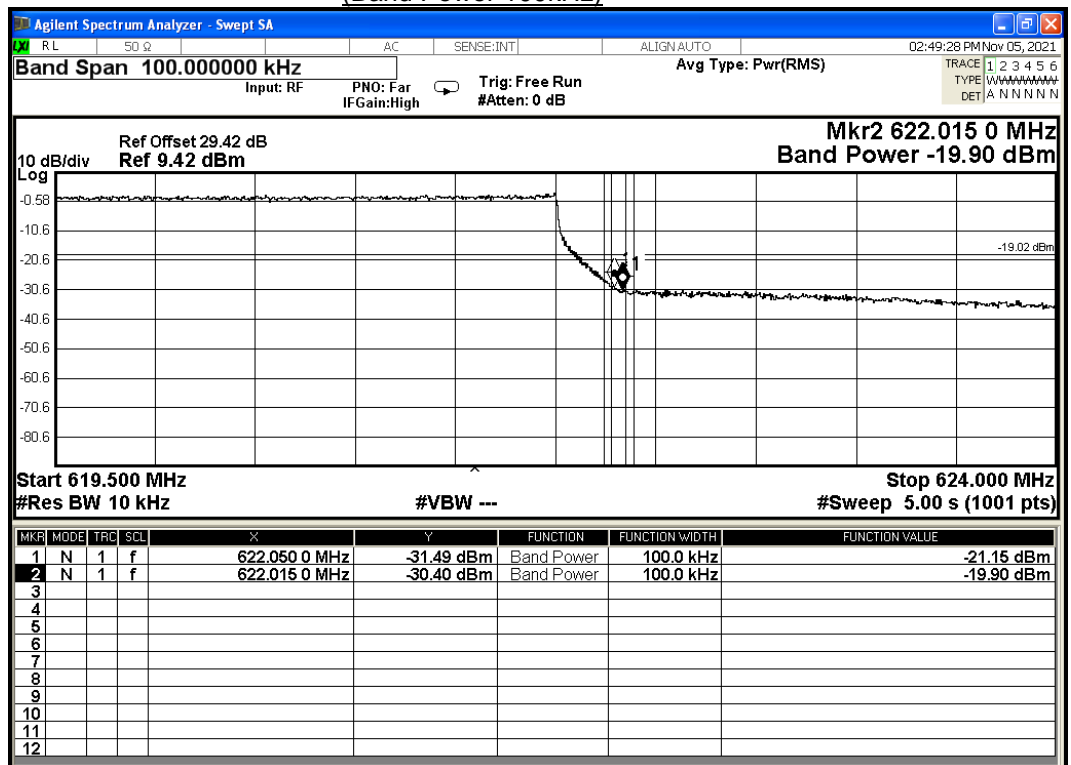 (Band Power 100kHz)
Agilent Spectrum Analyzer - Swept SA
LXI RL 50 Ω AC SENSE:INT ALIGN AUTO 02:49:28 PM Nov 05, 2021
Band Span 100.000000 kHz
Input: RF
PNO: Far
IFGain:High
Trig: Free Run
#Atten: 0 dB
Avg Type: Pwr(RMS)
TRACE 1 2 3 4 5 6
TYPE
DET A N N N N N
Ref Offset 29.42 dB
10 dB/div Ref 9.42 dBm
Log
Mkr2 622.015 0 MHz
Band Power -19.90 dBm
-0.58
-10.6
-19.02 dBm
-20.6
1
-30.6
-40.6
-50.6
-60.6
-70.6
-80.6
Start 619.500 MHz Stop 624.000 MHz
#Res BW 10 kHz #VBW --- #Sweep 5.00 s (1001 pts)
MKR MODE TRC SCL X Y FUNCTION FUNCTION WIDTH FUNCTION VALUE
1 N 1 f 622.050 0 MHz -31.49 dBm Band Power 100.0 kHz -21.15 dBm
2 N 1 f 622.015 0 MHz -30.40 dBm Band Power 100.0 kHz -19.90 dBm
3
4
5
6
7
8
9
10
11
12